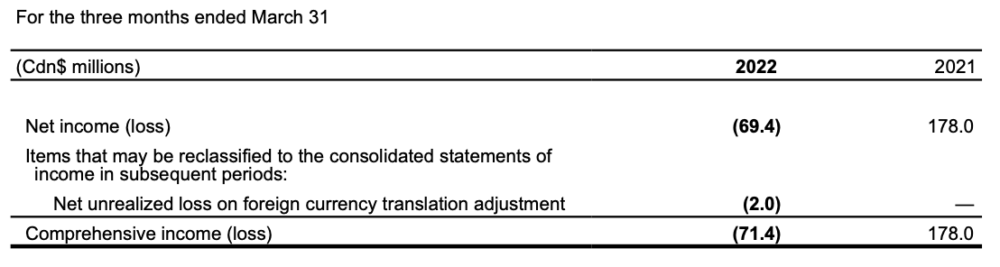 For the three months ended March 31
(Cdn$ millions) 2022 2021
Net income (loss) (69.4) 178.0
Items that may be reclassified to the consolidated statements of
income in subsequent periods:
Net unrealized loss on foreign currency translation adjustment (2.0) —
Comprehensive income (loss) (71.4) 178.0